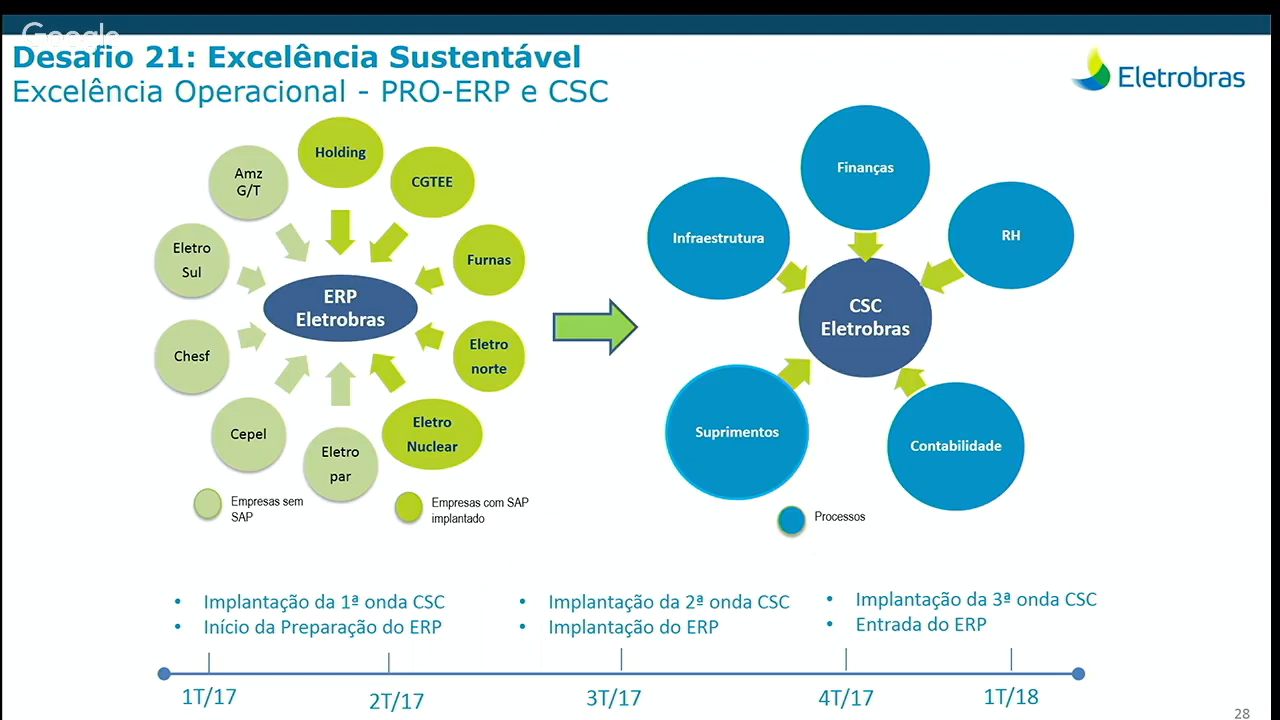 Google
Desafio 21: Excelência Sustentável
Excelência Operacional - PRO-ERP e CSC
Eletrobras
Holding
Amz
G/T
CGTEE
Eletro
Sul
Furnas
ERP
Eletrobras
Chesf
Eletro
norte
Cepel
Eletro
par
Eletro
Nuclear
Empresas sem
SAP
Empresas com SAP
implantado
Finanças
Infraestrutura
RH
CSC
Eletrobras
Suprimentos
Contabilidade
Processos
• Implantação da 1ª onda CSC
• Início da Preparação do ERP
• Implantação da 2ª onda CSC
• Implantação do ERP
• Implantação da 3ª onda CSC
• Entrada do ERP
1T/17
2T/17
3T/17
4T/17
1T/18
28